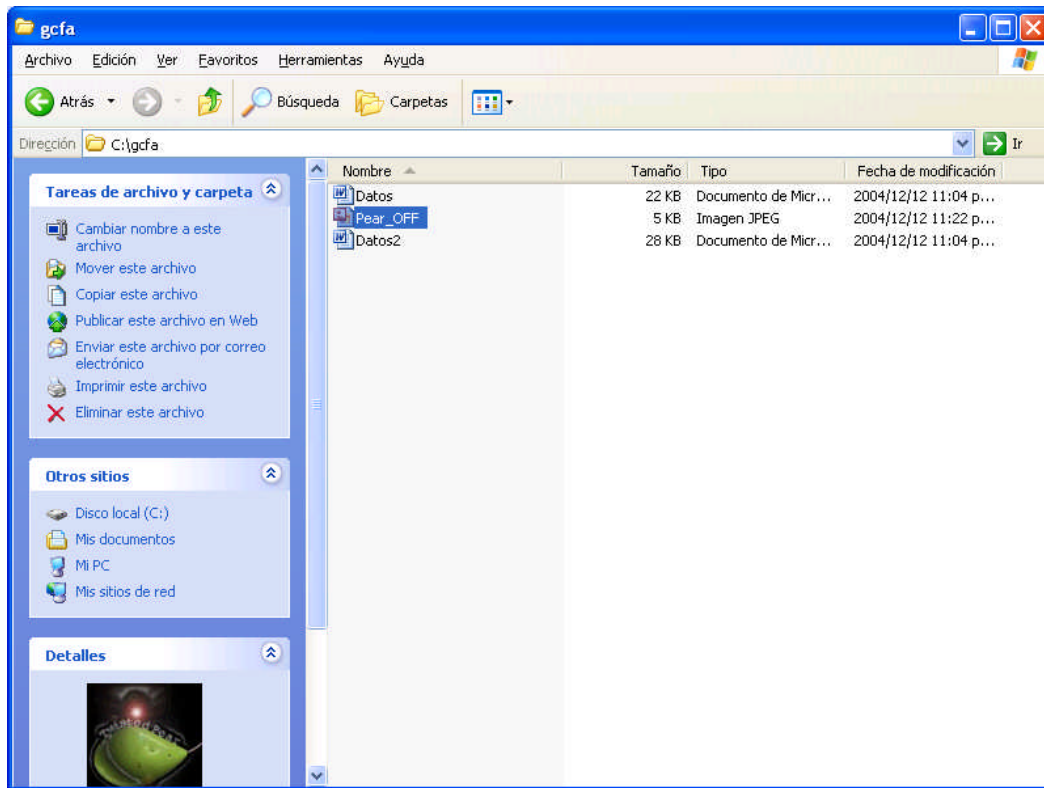 gcfa
Archivo Edición Ver Favoritos Herramientas Ayuda
Atrás Búsqueda Carpetas
Dirección C:\gcfa Ir
Tareas de archivo y carpeta
Cambiar nombre a este
archivo
Mover este archivo
Copiar este archivo
Publicar este archivo en Web
Enviar este archivo por correo
electrónico
Imprimir este archivo
Eliminar este archivo
Otros sitios
Disco local (C:)
Mis documentos
Mi PC
Mis sitios de red
Detalles
Twisted Pear
Nombre Tamaño Tipo Fecha de modificación
Datos 22 KB Documento de Micr... 2004/12/12 11:04 p...
Pear_OFF 5 KB Imagen JPEG 2004/12/12 11:22 p...
Datos2 28 KB Documento de Micr... 2004/12/12 11:04 p...